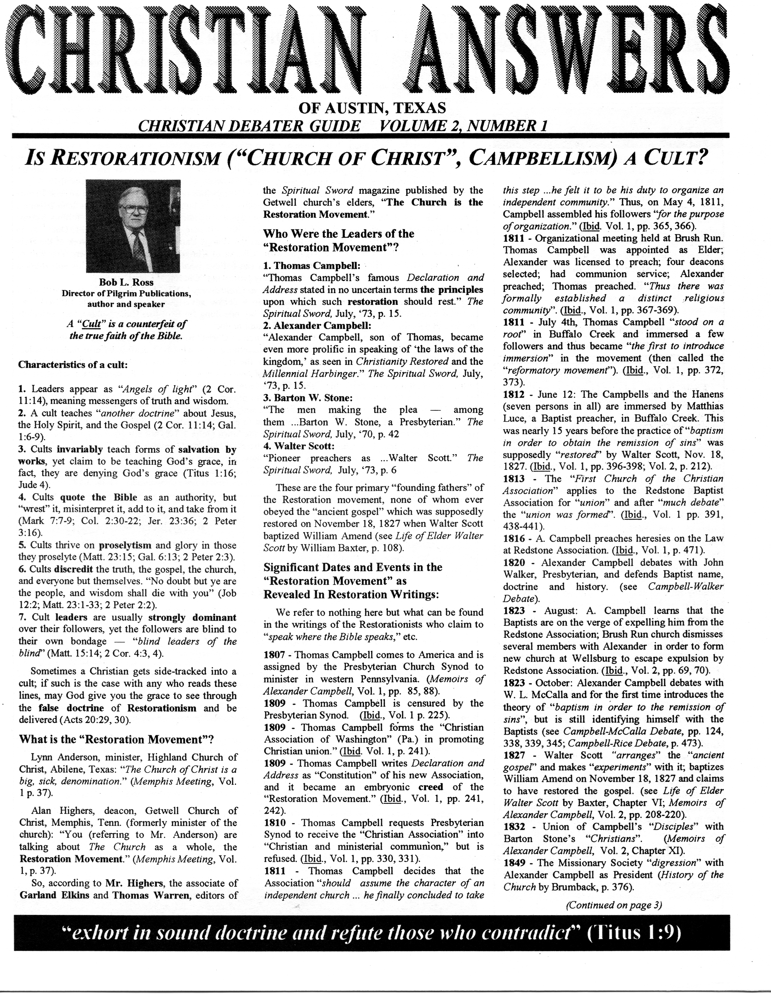 CHRISTIAN ANSWERS
OF AUSTIN, TEXAS
CHRISTIAN DEBATER GUIDE VOLUME 2, NUMBER 1
IS RESTORATIONISM (“CHURCH OF CHRIST”, CAMPBELLISM) A CULT?
Bob L. Ross
Director of Pilgrim Publications,
author and speaker
A “Cult” is a counterfeit of
the true faith of the Bible.
Characteristics of a cult:
1. Leaders appear as “Angels of light” (2 Cor.
11:14), meaning messengers of truth and wisdom.
2. A cult teaches “another doctrine” about Jesus,
the Holy Spirit, and the Gospel (2 Cor. 11:14; Gal.
1:6-9).
3. Cults invariably teach forms of salvation by
works, yet claim to be teaching God’s grace, in
fact, they are denying God’s grace (Titus 1:16;
Jude 4).
4. Cults quote the Bible as an authority, but
“wrest” it, misinterpret it, add to it, and take from it
(Mark 7:7-9; Col. 2:30-22; Jer. 23:36; 2 Peter
3:16).
5. Cults thrive on proselytism and glory in those
they proselyte (Matt. 23:15; Gal. 6:13; 2 Peter 2:3).
6. Cults discredit the truth, the gospel, the church,
and everyone but themselves. “No doubt but ye are
the people, and wisdom shall die with you” (Job
12:2; Matt. 23:1-33; 2 Peter 2:2).
7. Cult leaders are usually strongly dominant
over their followers, yet the followers are blind to
their own bondage — “blind leaders of the
blind” (Matt. 15:14; 2 Cor. 4:3, 4).
Sometimes a Christian gets side-tracked into a
cult; if such is the case with any who reads these
lines, may God give you the grace to see through
the false doctrine of Restorationism and be
delivered (Acts 20:29, 30).
What is the “Restoration Movement”?
Lynn Anderson, minister, Highland Church of
Christ, Abilene, Texas: “The Church of Christ is a
big, sick, denomination.” (Memphis Meeting, Vol.
1 p. 37).
Alan Highers, deacon, Getwell Church of
Christ, Memphis, Tenn. (formerly minister of the
church): “You (referring to Mr. Anderson) are
talking about The Church as a whole, the
Restoration Movement.” (Memphis Meeting, Vol.
1, p. 37).
So, according to Mr. Highers, the associate of
Garland Elkins and Thomas Warren, editors of
the Spiritual Sword magazine published by the
Getwell church’s elders, “The Church is the
Restoration Movement.”
Who Were the Leaders of the
“Restoration Movement”?
1. Thomas Campbell:
“Thomas Campbell’s famous Declaration and
Address stated in no uncertain terms the principles
upon which such restoration should rest.” The
Spiritual Sword, July, ‘73, p. 15.
2. Alexander Campbell:
“Alexander Campbell, son of Thomas, became
even more prolific in speaking of ‘the laws of the
kingdom,’ as seen in Christianity Restored and the
Millennial Harbinger.” The Spiritual Sword, July,
‘73, p. 15.
3. Barton W. Stone:
“The men making the plea — among
them ...Barton W. Stone, a Presbyterian.” The
Spiritual Sword, July, ‘70, p. 42
4. Walter Scott:
“Pioneer preachers as ...Walter Scott.” The
Spiritual Sword, July, ‘73, p. 6
These are the four primary “founding fathers” of
the Restoration movement, none of whom ever
obeyed the “ancient gospel” which was supposedly
restored on November 18, 1827 when Walter Scott
baptized William Amend (see Life of Elder Walter
Scott by William Baxter, p. 108).
Significant Dates and Events in the
“Restoration Movement” as
Revealed In Restoration Writings:
We refer to nothing here but what can be found
in the writings of the Restorationists who claim to
“speak where the Bible speaks,” etc.
1807 - Thomas Campbell comes to America and is
assigned by the Presbyterian Church Synod to
minister in western Pennsylvania. (Memoirs of
Alexander Campbell, Vol. 1, pp. 85, 88).
1809 - Thomas Campbell is censured by the
Presbyterian Synod. (Ibid., Vol. 1 p. 225).
1809 - Thomas Campbell forms the “Christian
Association of Washington” (Pa.) in promoting
Christian union.” (Ibid. Vol. 1, p. 241).
1809 - Thomas Campbell writes Declaration and
Address as “Constitution” of his new Association,
and it became an embryonic creed of the
“Restoration Movement.” (Ibid., Vol. 1, pp. 241,
242).
1810 - Thomas Campbell requests Presbyterian
Synod to receive the “Christian Association” into
“Christian and ministerial communion,” but is
refused. (Ibid., Vol. 1, pp. 330, 331).
1811 - Thomas Campbell decides that the
Association “should assume the character of an
independent church ... he finally concluded to take
this step ...he felt it to be his duty to organize an
independent community.” Thus, on May 4, 1811,
Campbell assembled his followers “for the purpose
of organization.” (Ibid. Vol. 1, pp. 365, 366).
1811 - Organizational meeting held at Brush Run.
Thomas Campbell was appointed as Elder;
Alexander was licensed to preach; four deacons
selected; had communion service; Alexander
preached; Thomas preached. “Thus there was
formally established a distinct religious
community”. (Ibid., Vol. 1, pp. 367-369).
1811 - July 4th, Thomas Campbell “stood on a
root” in Buffalo Creek and immersed a few
followers and thus became “the first to introduce
immersion” in the movement (then called the
“reformatory movement”). (Ibid., Vol. 1, pp. 372,
373).
1812 - June 12: The Campbells and the Hanens
(seven persons in all) are immersed by Matthias
Luce, a Baptist preacher, in Buffalo Creek. This
was nearly 15 years before the practice of “baptism
in order to obtain the remission of sins” was
supposedly “restored” by Walter Scott, Nov. 18,
1827. (Ibid., Vol. 1, pp. 396-398; Vol. 2, p. 212).
1813 - The “First Church of the Christian
Association” applies to the Redstone Baptist
Association for “union” and after “much debate”
the “union was formed”. (Ibid., Vol. 1 pp. 391,
438-441).
1816 - A. Campbell preaches heresies on the Law
at Redstone Association. (Ibid., Vol. 1, p. 471).
1820 - Alexander Campbell debates with John
Walker, Presbyterian, and defends Baptist name,
doctrine and history. (see Campbell-Walker
Debate).
1823 - August: A. Campbell learns that the
Baptists are on the verge of expelling him from the
Redstone Association; Brush Run church dismisses
several members with Alexander in order to form
new church at Wellsburg to escape expulsion by
Redstone Association. (Ibid., Vol. 2, pp. 69, 70).
1823 - October: Alexander Campbell debates with
W. L. McCalla and for the first time introduces the
theory of “baptism in order to the remission of
sins”, but is still identifying himself with the
Baptists (see Campbell-McCalla Debate, pp. 124,
338, 339, 345; Campbell-Rice Debate, p. 473).
1827 - Walter Scott “arranges” the “ancient
gospel” and makes “experiments” with it; baptizes
William Amend on November 18, 1827 and claims
to have restored the gospel. (see Life of Elder
Walter Scott by Baxter, Chapter VI; Memoirs of
Alexander Campbell, Vol. 2, pp. 208-220).
1832 - Union of Campbell’s “Disciples” with
Barton Stone’s “Christians”. (Memoirs of
Alexander Campbell, Vol. 2, Chapter XI).
1849 - The Missionary Society “digression” with
Alexander Campbell as President (History of the
Church by Brumback, p. 376).
(Continued on page 3)
“exhort in sound doctrine and refute those who contradict” (Titus 1:9)